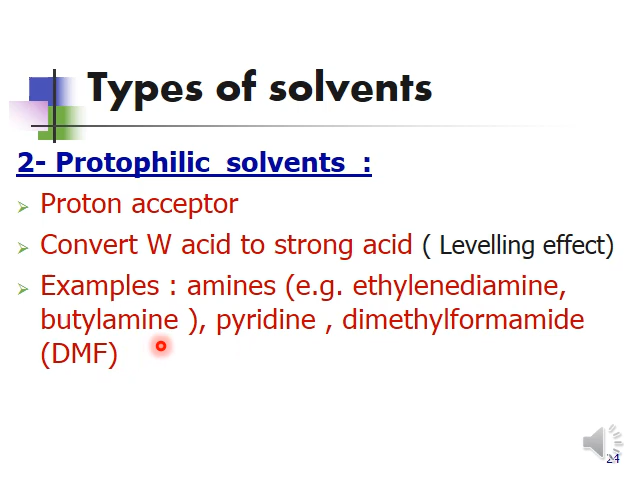 Types of solvents
2- Protophilic solvents :
Proton acceptor
Convert W acid to strong acid ( Levelling effect)
Examples : amines (e.g. ethylenediamine,
butylamine ), pyridine , dimethylformamide
(DMF)
24